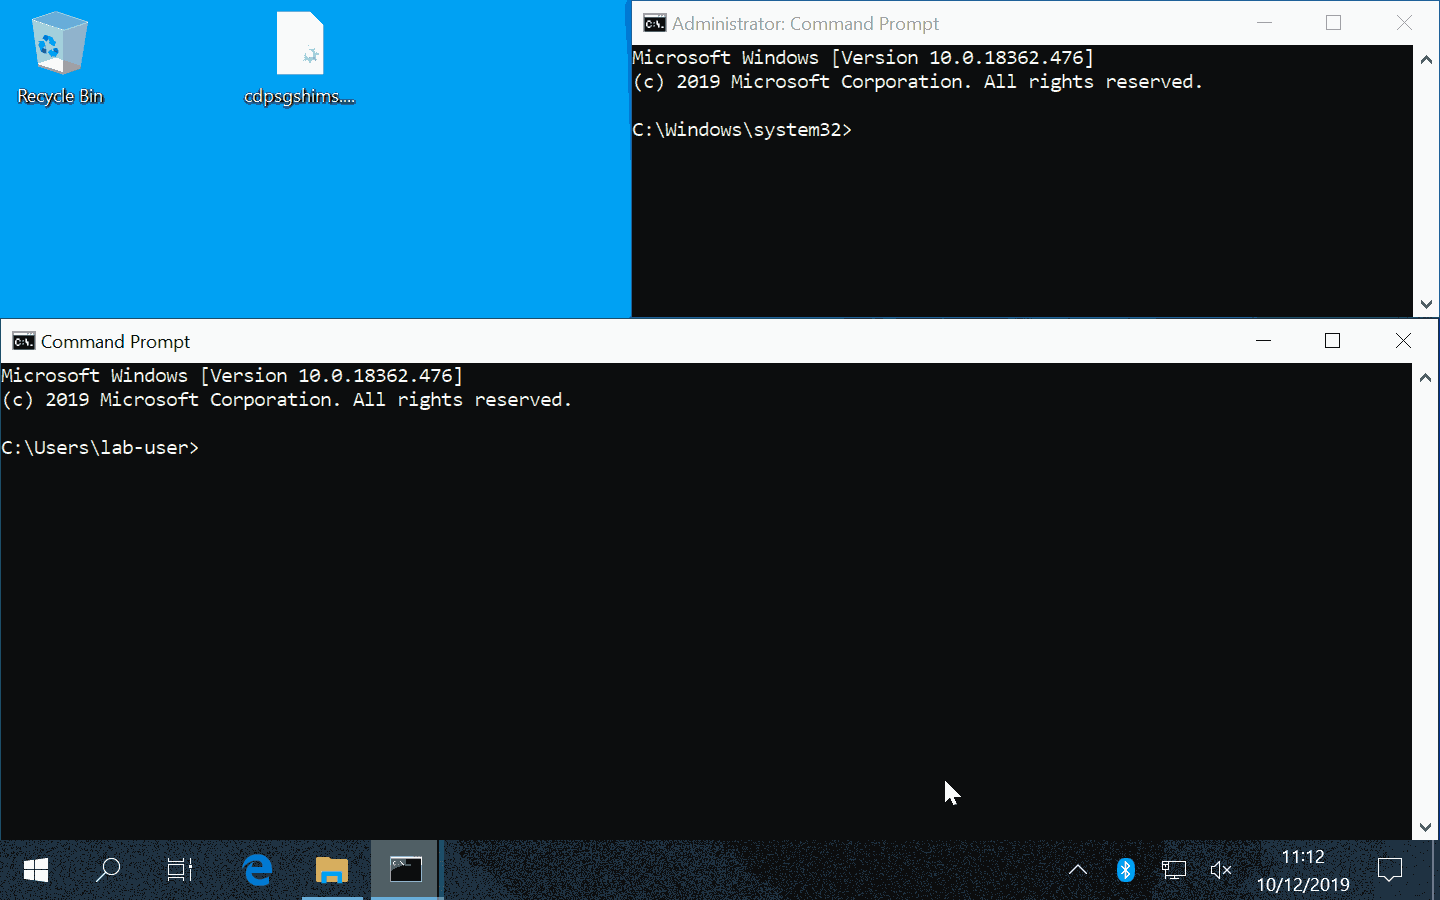 Recycle Bin
cdpsgshims....
Administrator: Command Prompt
Microsoft Windows [Version 10.0.18362.476]
(c) 2019 Microsoft Corporation. All rights reserved.
C:\Windows\system32>
Command Prompt
Microsoft Windows [Version 10.0.18362.476]
(c) 2019 Microsoft Corporation. All rights reserved.
C:\Users\lab-user>
11:12
10/12/2019